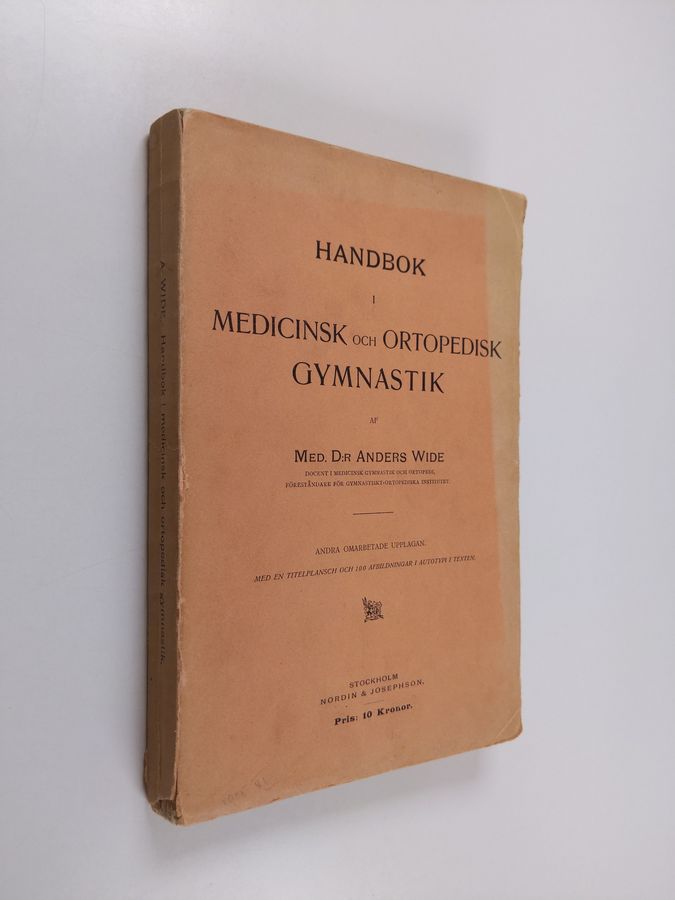 HANDBOK
I
MEDICINSK OCH ORTOPEDISK
GYMNASTIK
AF
MED. D:R ANDERS WIDE
DOCENT I MEDICINSK GYMNASTIK OCH ORTOPEDI,
FÖRESTÅNDARE FÖR GYMNASTISKT-ORTOPEDISKA INSTITUTET.
ANDRA OMARBETADE UPPLAGAN.
MED EN TITELPLANSCH OCH 100 AFBILDNINGAR I AUTOTYPI I TEXTEN.
STOCKHOLM
NORDIN & JOSEPHSON.
Pris: 10 Kronor.
A. WIDE. Handbok i medicinsk och ortopedisk gymnastik.